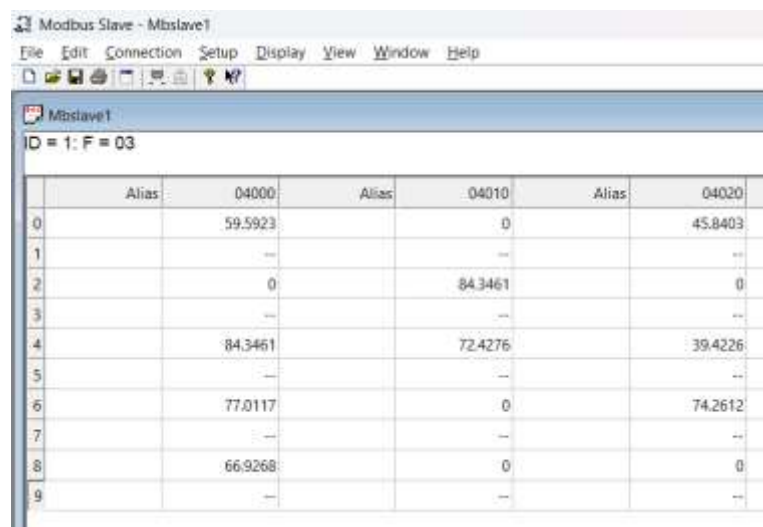 Modbus Slave - Mbslave1
File Edit Connection Setup Display View Window Help
Mbslave1
ID = 1: F = 03
Alias 04000 Alias 04010 Alias 04020
0 59.5923 0 45.8403
1 -- -- --
2 0 84.3461 0
3 -- -- --
4 84.3461 72.4276 39.4226
5 -- -- --
6 77.0117 0 74.2612
7 -- -- --
8 66.9268 0 0
9 -- -- --